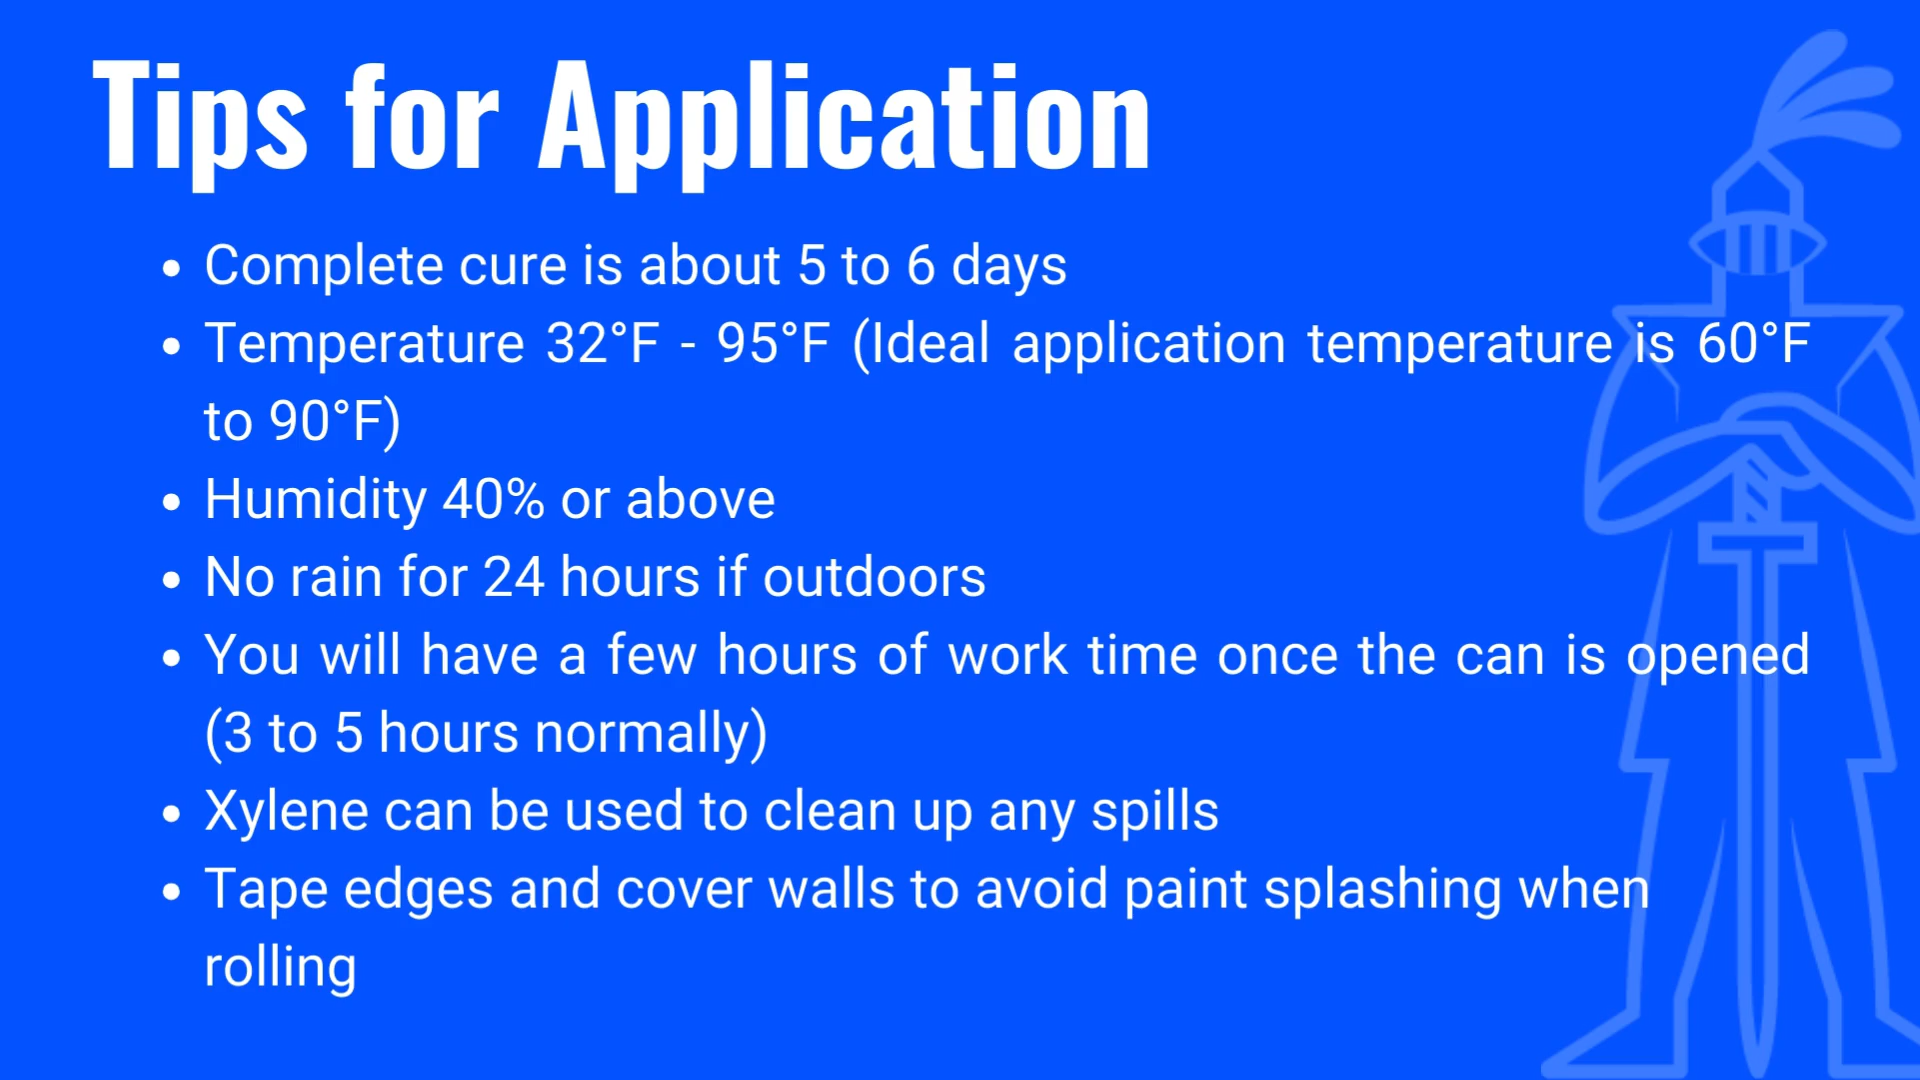 Tips for Application
• Complete cure is about 5 to 6 days
• Temperature 32°F - 95°F (Ideal application temperature is 60°F
to 90°F)
• Humidity 40% or above
• No rain for 24 hours if outdoors
• You will have a few hours of work time once the can is opened
(3 to 5 hours normally)
• Xylene can be used to clean up any spills
• Tape edges and cover walls to avoid paint splashing when
rolling